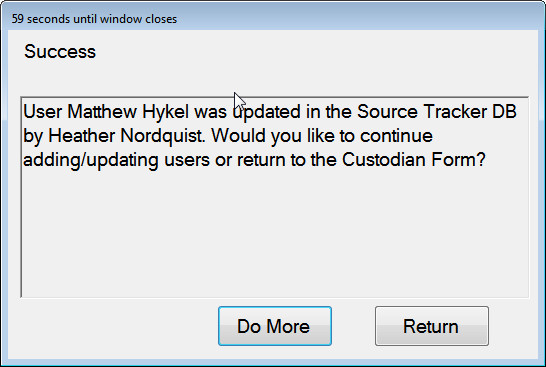 59 seconds until window closes
Success
User Matthew Hykel was updated in the Source Tracker DB
by Heather Nordquist. Would you like to continue
adding/updating users or return to the Custodian Form?
Do More
Return